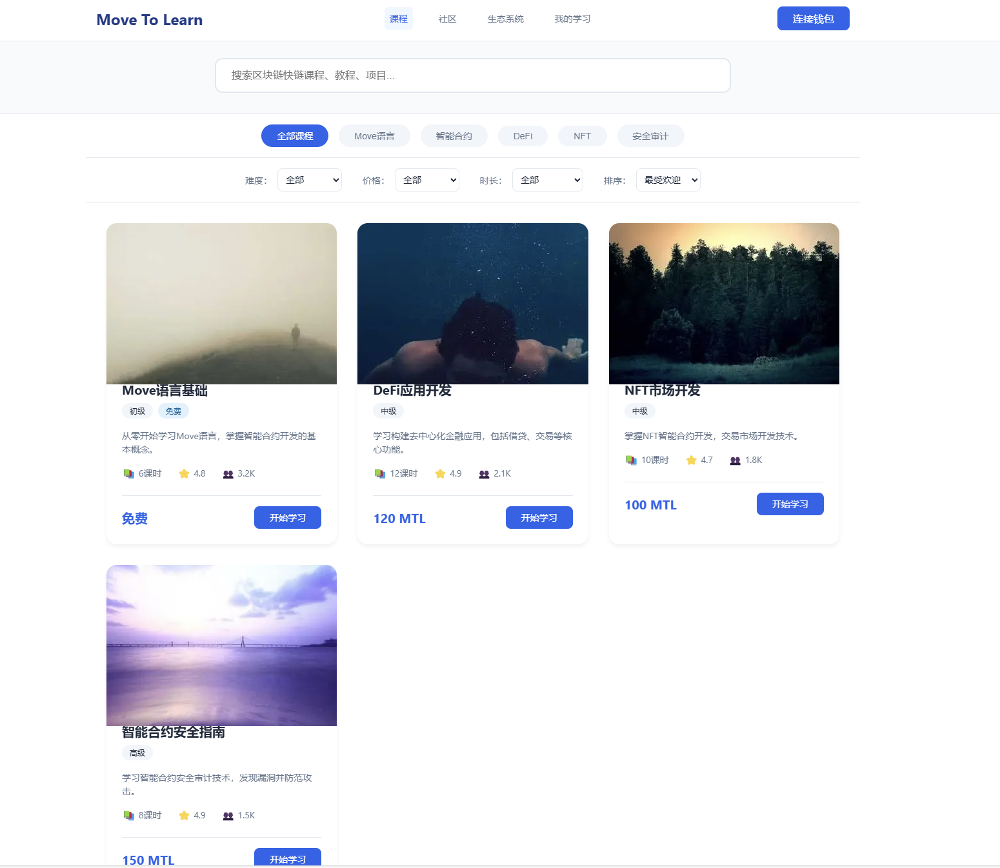 Move To Learn
课程
社区
生态系统
我的学习
连接钱包
搜索区块链快链课程、教程、项目...
全部课程
Move语言
智能合约
DeFi
NFT
安全审计
难度：
全部
价格：
全部
时长：
全部
排序：
最受欢迎
Move语言基础
初级
免费
从零开始学习Move语言，掌握智能合约开发的基
本概念。
6课时
4.8
3.2K
免费
开始学习
DeFi应用开发
中级
学习构建去中心化金融应用，包括借贷、交易等核
心功能。
12课时
4.9
2.1K
120 MTL
开始学习
NFT市场开发
中级
掌握NFT智能合约开发，交易市场开发技术。
10课时
4.7
1.8K
100 MTL
开始学习
智能合约安全指南
高级
学习智能合约安全审计技术，发现漏洞并防范攻
击。
8课时
4.9
1.5K
150 MTL
开始学习